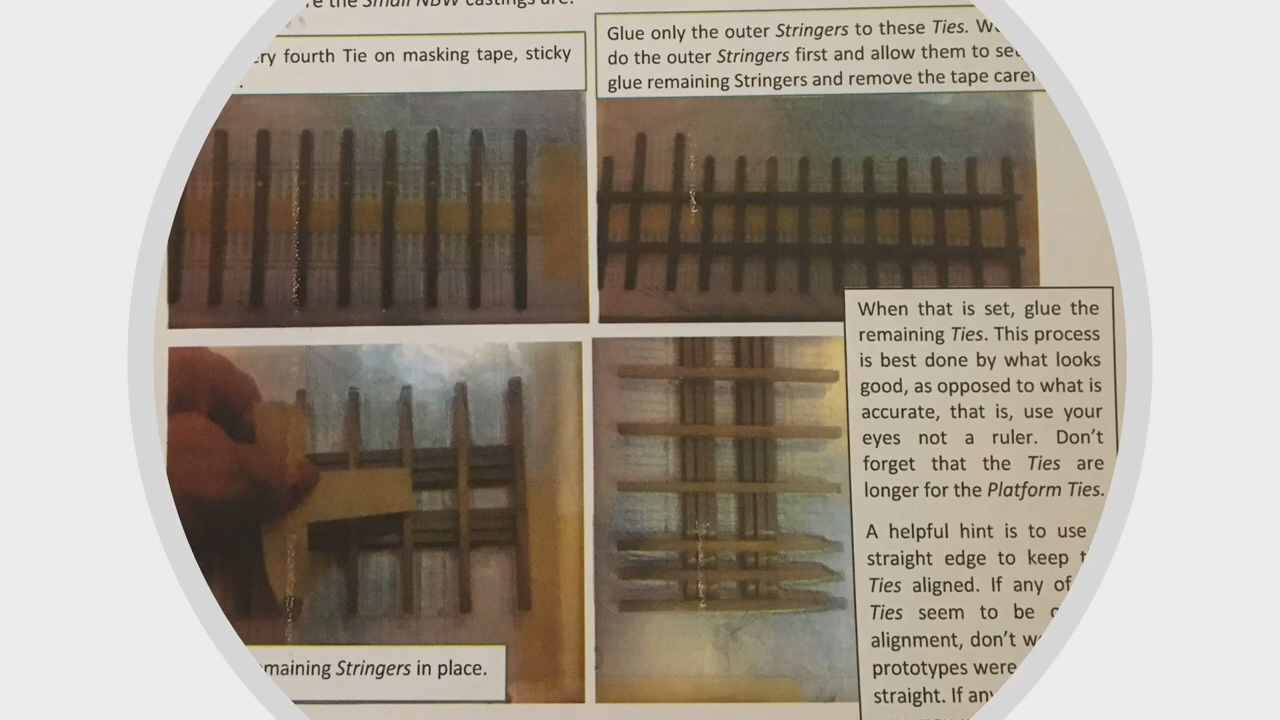 the Small NBW castings are.
fourth Tie on masking tape, sticky
Glue only the outer Stringers to these Ties.
do the outer Stringers first and allow them to
glue remaining Stringers and remove the tape
When that is set, glue the
remaining Ties. This process
is best done by what looks
good, as opposed to what is
accurate, that is, use your
eyes not a ruler. Don't
forget that the Ties are
longer for the Platform Ties.
A helpful hint is to use
straight edge to keep
Ties aligned. If any of
Ties seem to be
alignment, don't
prototypes were
straight. If
Stringers in place.